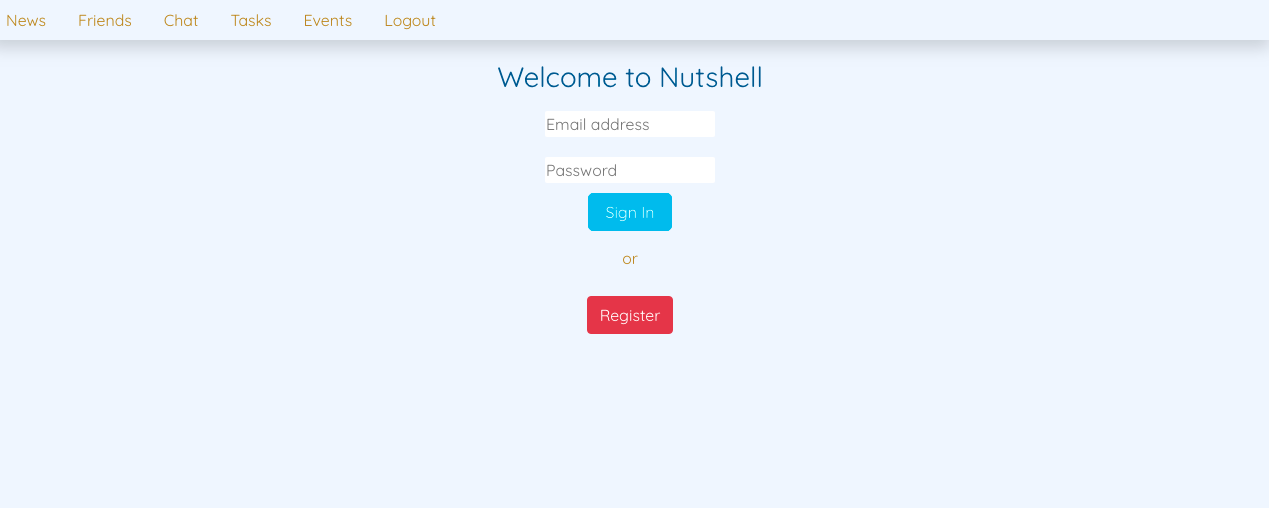 News Friends Chat Tasks Events Logout
Welcome to Nutshell
Email address
Password
Sign In
or
Register